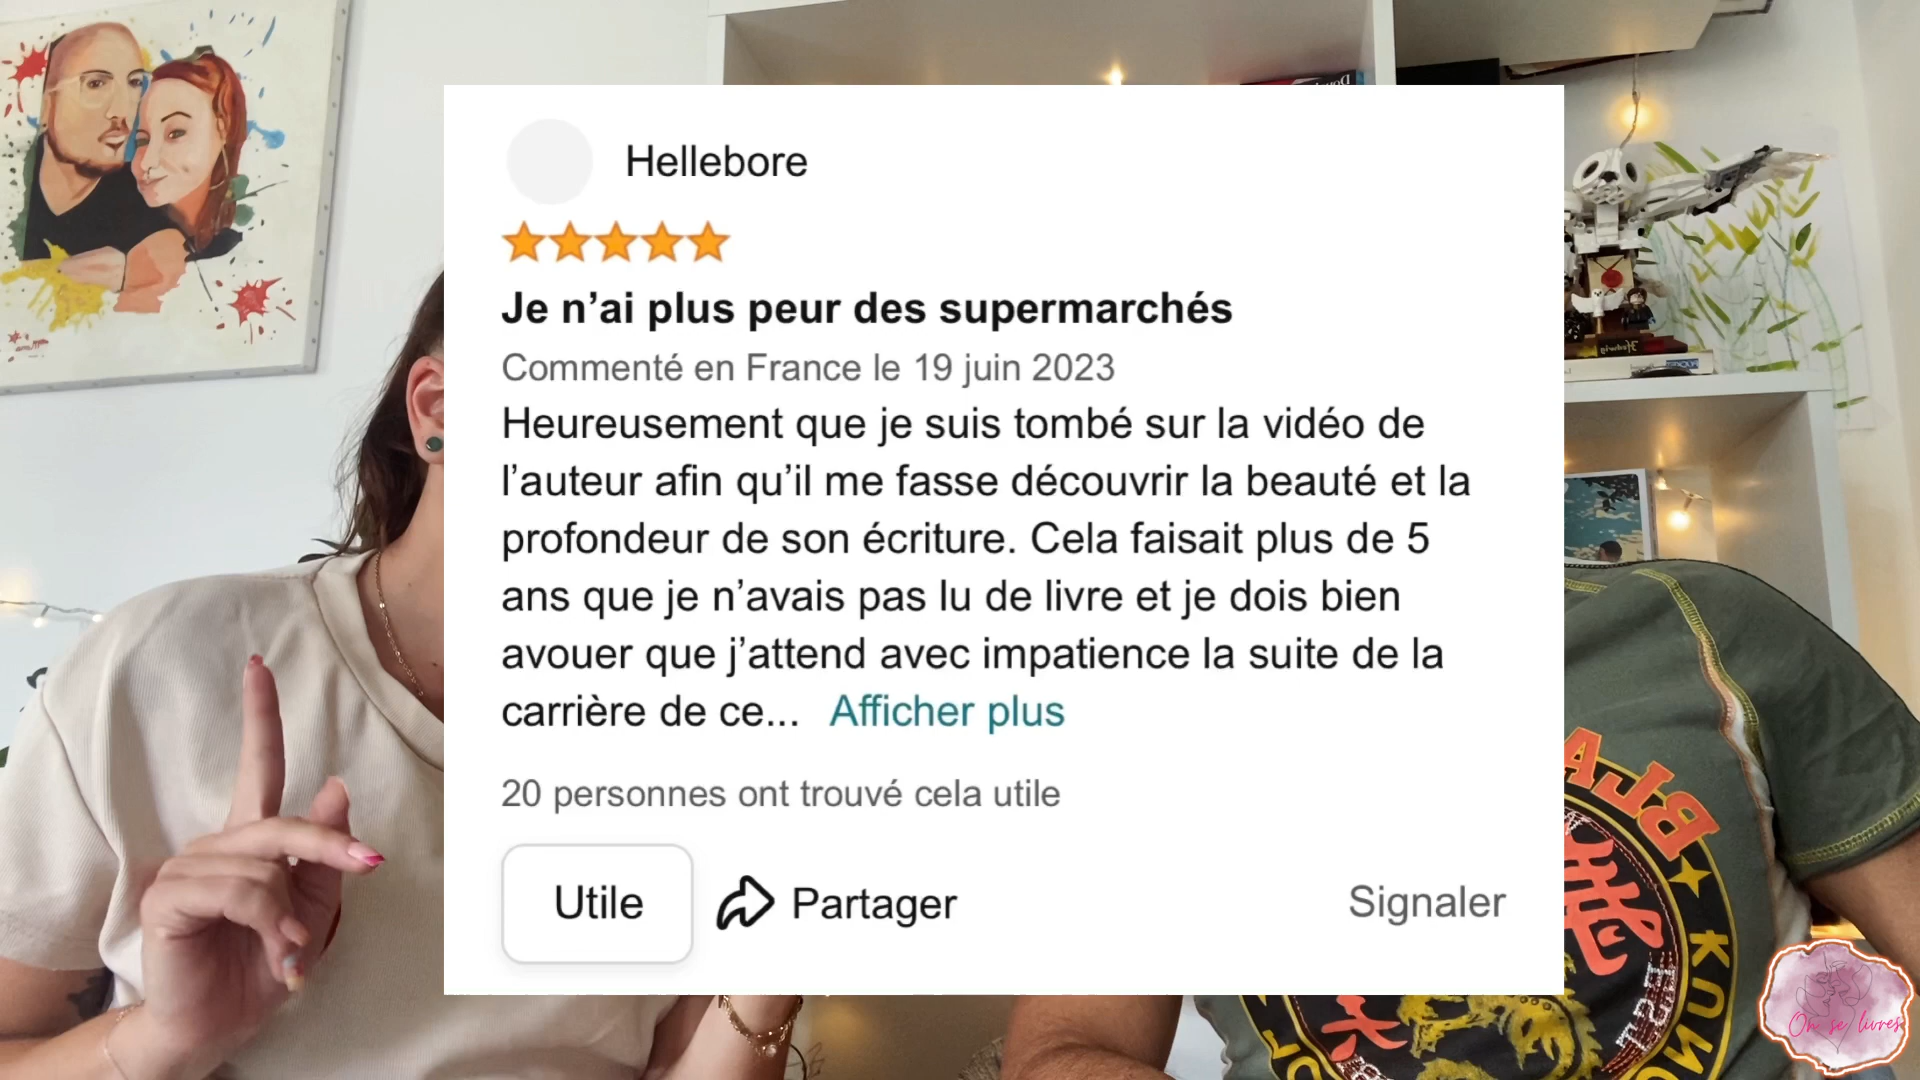 Hellebore
Je n’ai plus peur des supermarchés
Commenté en France le 19 juin 2023
Heureusement que je suis tombé sur la vidéo de
l’auteur afin qu’il me fasse découvrir la beauté et la
profondeur de son écriture. Cela faisait plus de 5
ans que je n’avais pas lu de livre et je dois bien
avouer que j’attend avec impatience la suite de la
carrière de ce... Afficher plus
20 personnes ont trouvé cela utile
Utile
Partager
Signaler
Hedwig
On se livres